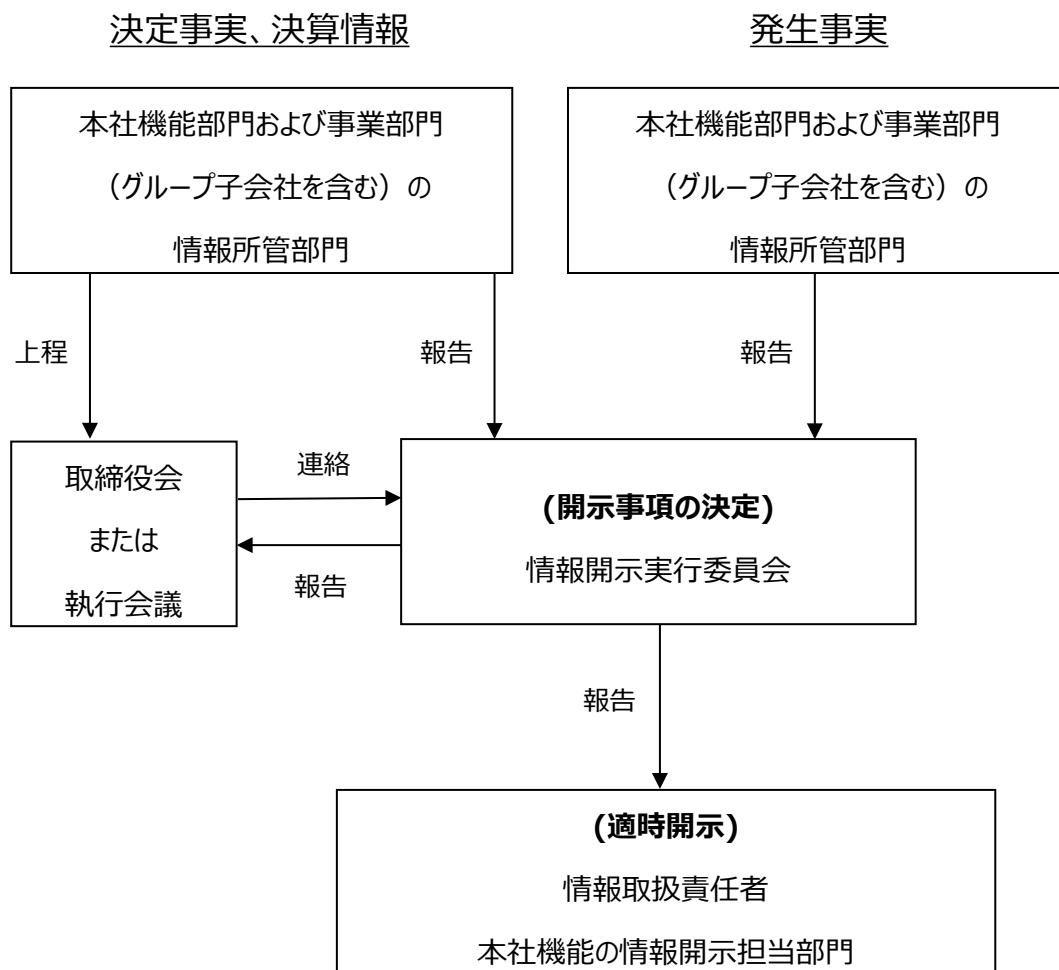 決定事実、決算情報
発生事実
本社機能部門および事業部門
（グループ子会社を含む）の
情報所管部門
本社機能部門および事業部門
（グループ子会社を含む）の
情報所管部門
上程
報告
報告
取締役会
または
執行会議
連絡
報告
(開示事項の決定)
情報開示実行委員会
報告
(適時開示)
情報取扱責任者
本社機能の情報開示担当部門